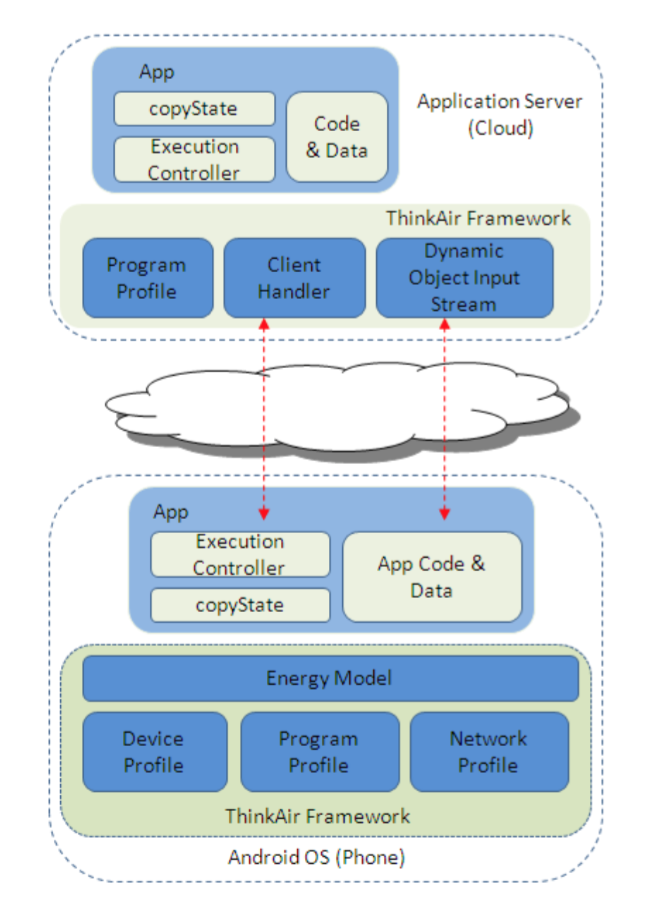 App
copyState
Execution
Controller
Code
& Data
Application Server
(Cloud)
ThinkAir Framework
Program
Profile
Client
Handler
Dynamic
Object Input
Stream
App
Execution
Controller
copyState
App Code &
Data
Energy Model
Device
Profile
Program
Profile
Network
Profile
ThinkAir Framework
Android OS (Phone)